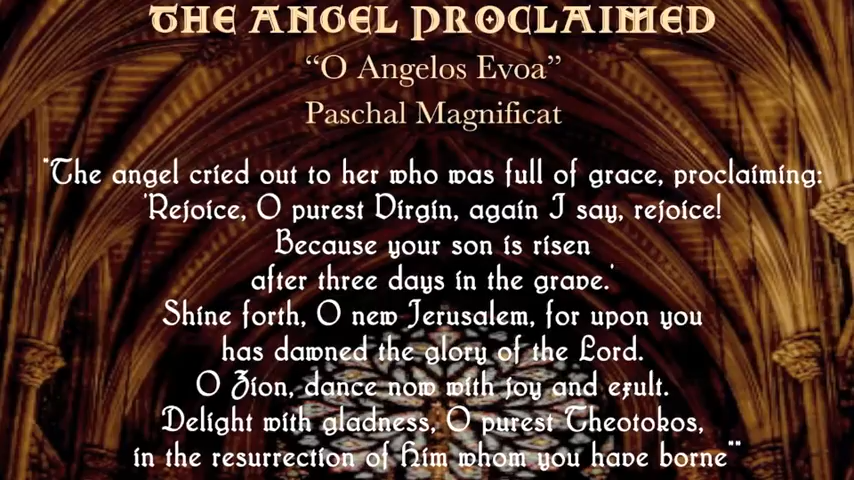 THE ANGEL PROCLAIMED
“O Angelos Evoa”
Paschal Magnificat
"The angel cried out to her who was full of grace, proclaiming:
'Rejoice, O purest Virgin, again I say, rejoice!
Because your son is risen
after three days in the grave.'
Shine forth, O new Jerusalem, for upon you
has dawned the glory of the Lord.
O Zion, dance now with joy and exult.
Delight with gladness, O purest Theotokos,
in the resurrection of Him whom you have borne""